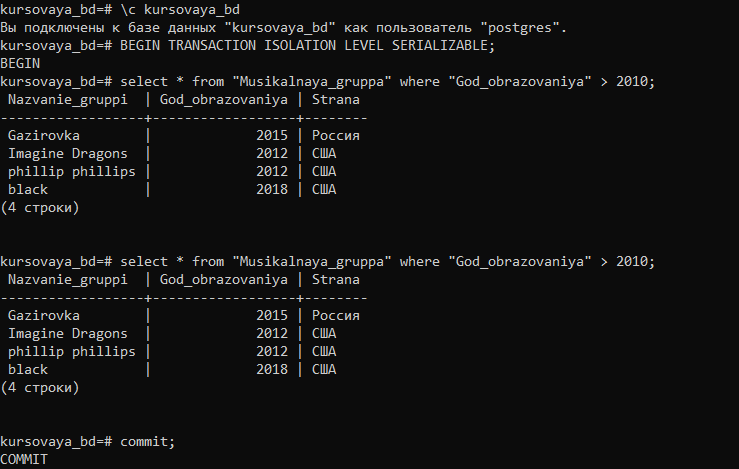 kursovaya_bd=# \c kursovaya_bd
Вы подключены к базе данных "kursovaya_bd" как пользователь "postgres".
kursovaya_bd=# BEGIN TRANSACTION ISOLATION LEVEL SERIALIZABLE;
BEGIN
kursovaya_bd=# select * from "Musikalnaya_gruppa" where "God_obrazovaniya" > 2010;
 Nazvanie_gruppi  | God_obrazovaniya | Strana
------------------+------------------+--------
 Gazirovka        |             2015 | Россия
 Imagine Dragons  |             2012 | США
 phillip phillips |             2012 | США
 black            |             2018 | США
(4 строки)
kursovaya_bd=# select * from "Musikalnaya_gruppa" where "God_obrazovaniya" > 2010;
 Nazvanie_gruppi  | God_obrazovaniya | Strana
------------------+------------------+--------
 Gazirovka        |             2015 | Россия
 Imagine Dragons  |             2012 | США
 phillip phillips |             2012 | США
 black            |             2018 | США
(4 строки)
kursovaya_bd=# commit;
COMMIT